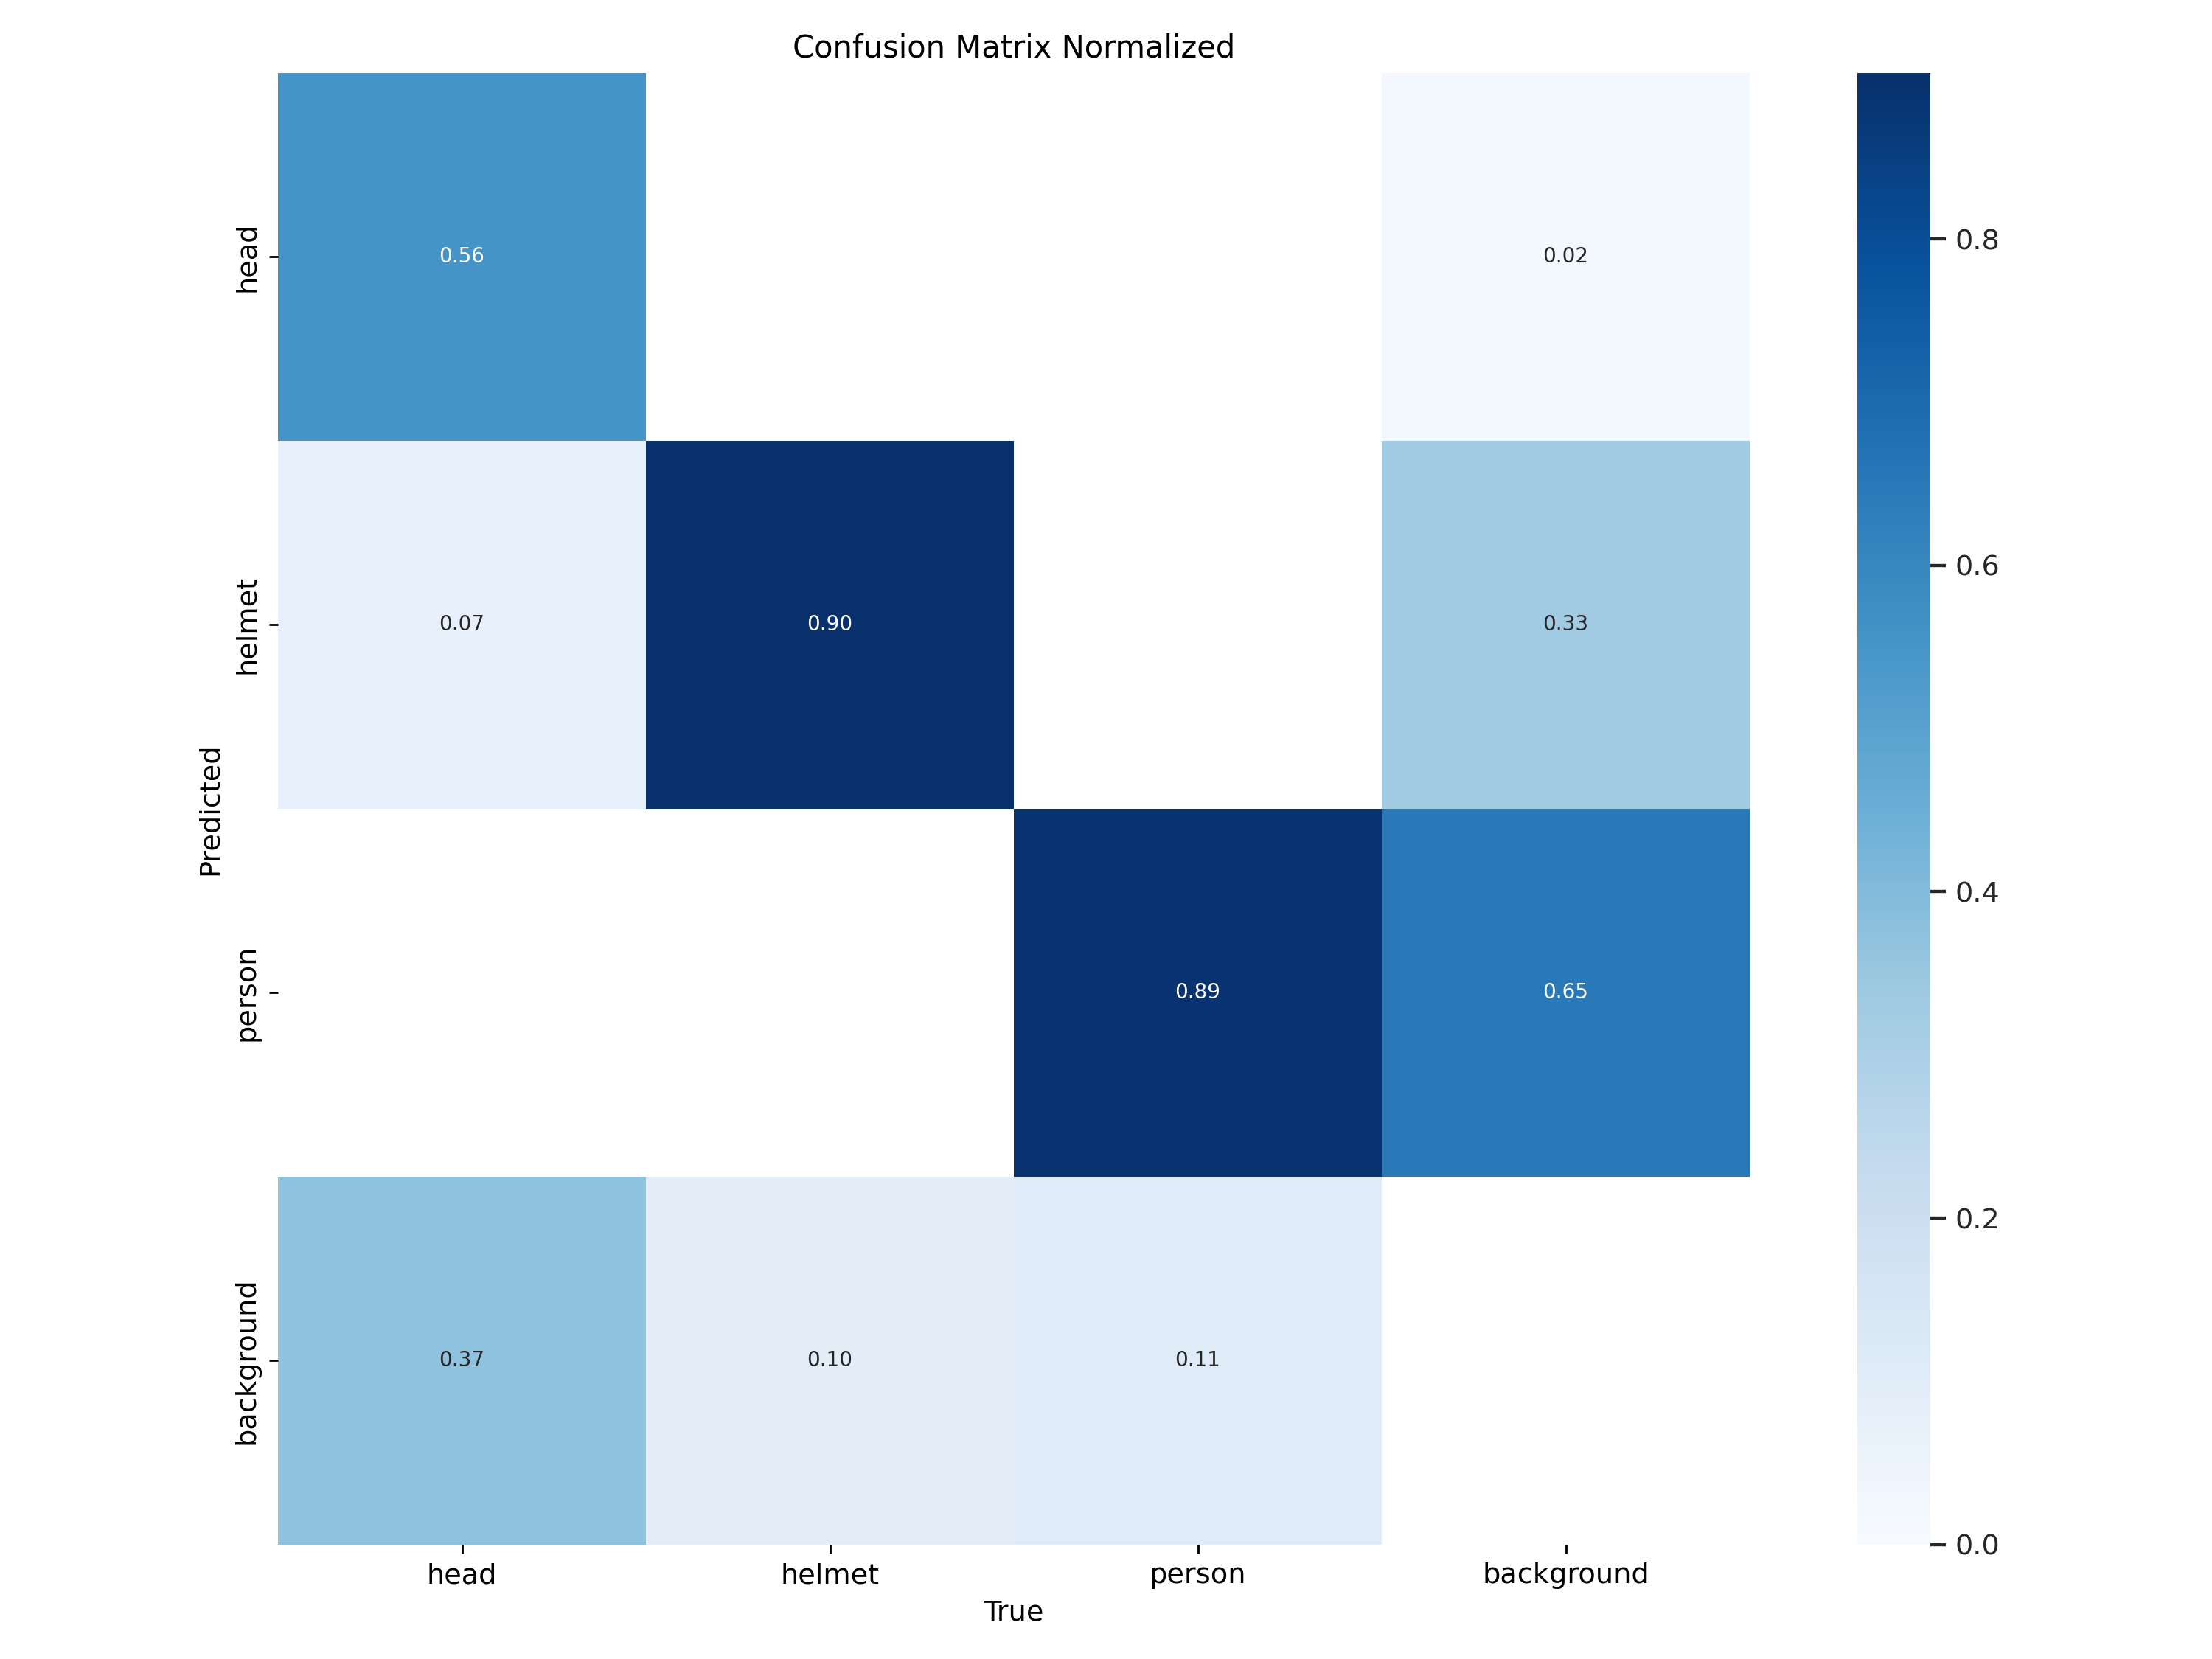 Confusion Matrix Normalized
head
0.56
0.02
0.8
helmet
0.07
0.90
0.33
0.6
Predicted
person
0.89
0.65
0.4
background
0.37
0.10
0.11
0.2
0.0
head
helmet
person
background
True